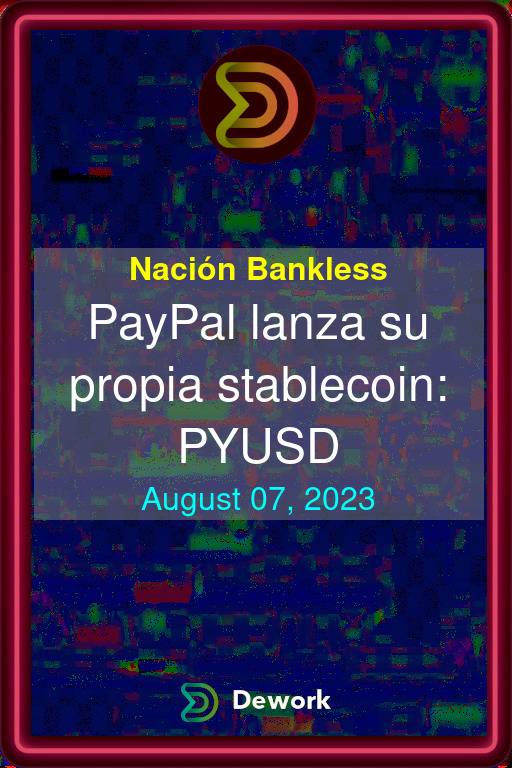 Nación Bankless
PayPal lanza su
propia stablecoin:
PYUSD
August 07, 2023
Dework